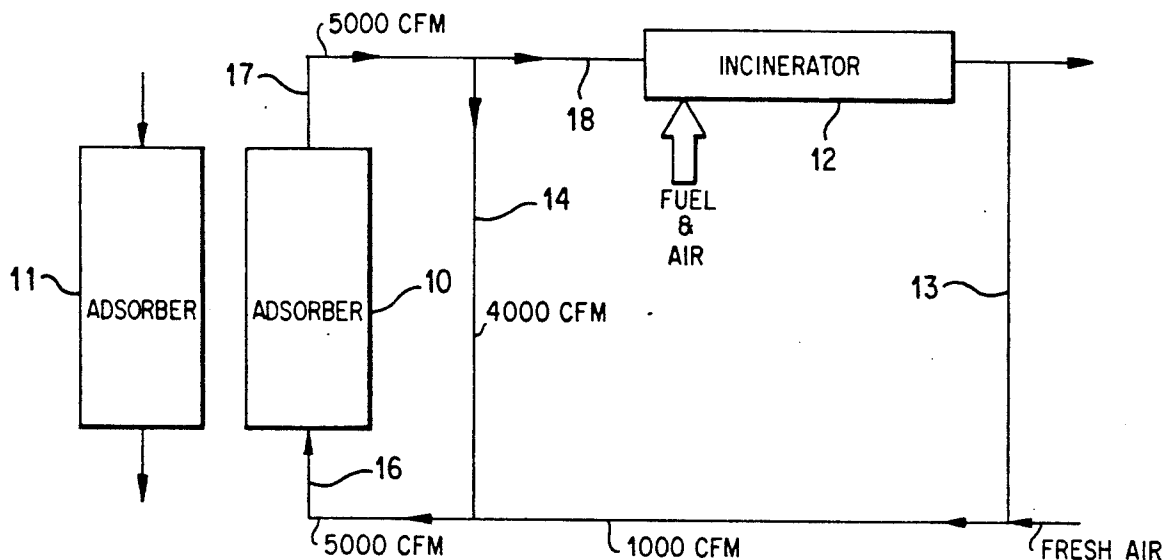 5000 CFM
17
INCINERATOR
18
12
FUEL
&
AIR
14
11
ADSORBER
ADSORBER
10
13
4000 CFM
16
5000 CFM
1000 CFM
FRESH AIR